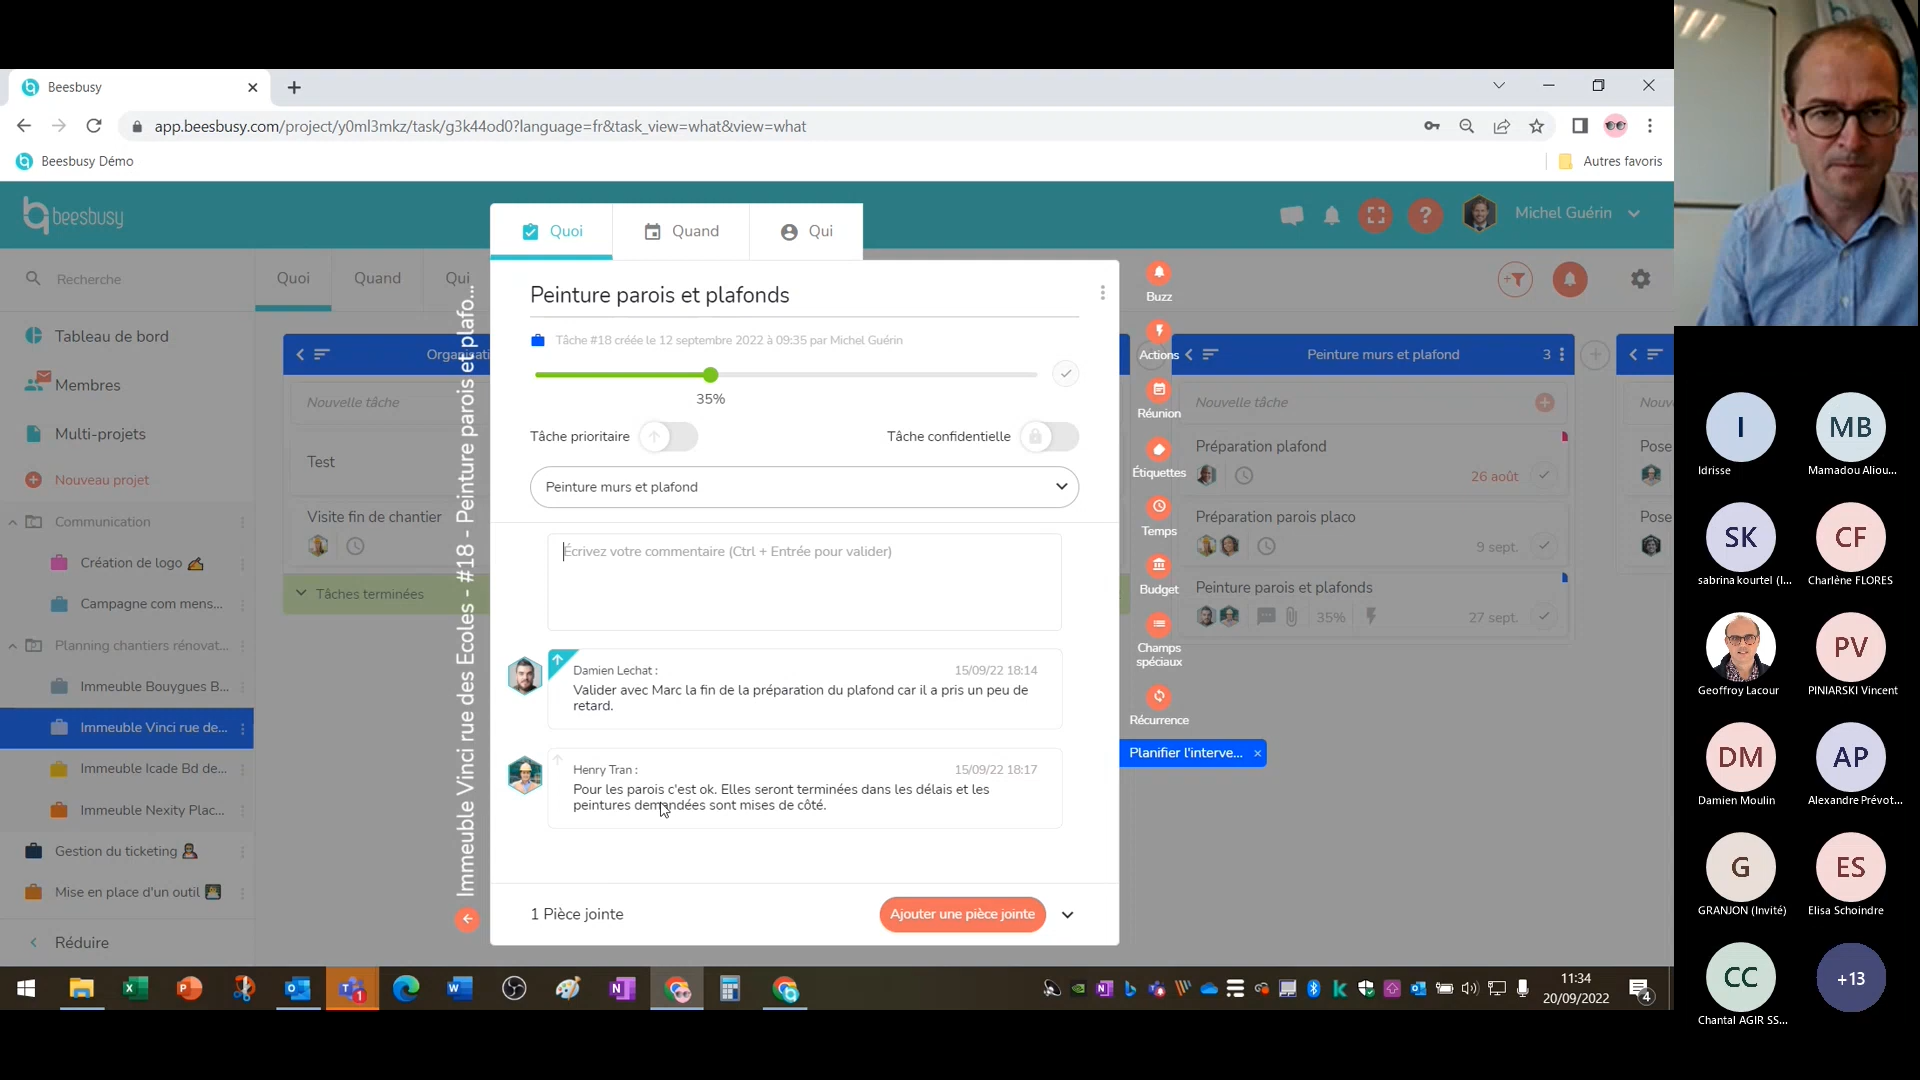 Beesbusy
app.beesbusy.com/project/y0ml3mkz/task/g3k44od0?language=fr&task_view=what&view=what
Beesbusy Démo
Autres favoris
beesbusy
Michel Guérin
Recherche
Quoi
Quand
Qui
Tableau de bord
Membres
Multi-projets
Nouveau projet
Communication
Création de logo
Campagne com mens...
Planning chantiers rénovat...
Immeuble Bouygues B...
Immeuble Vinci rue de...
Immeuble Icade Bd de...
Immeuble Nexity Plac...
Gestion du ticketing
Mise en place d'un outil
Réduire
Organisati
Nouvelle tâche
Test
Visite fin de chantier
Tâches terminées
Immeuble Vinci rue des Ecoles - #18 - Peinture parois et plafo...
Quoi
Quand
Qui
Peinture parois et plafonds
Tâche #18 créée le 12 septembre 2022 à 09:35 par Michel Guérin
35%
Tâche prioritaire
Tâche confidentielle
Peinture murs et plafond
Écrivez votre commentaire (Ctrl + Entrée pour valider)
Damien Lechat :
15/09/22 18:14
Valider avec Marc la fin de la préparation du plafond car il a pris un peu de
retard.
Henry Tran :
15/09/22 18:17
Pour les parois c'est ok. Elles seront terminées dans les délais et les
peintures demandées sont mises de côté.
1 Pièce jointe
Ajouter une pièce jointe
Buzz
Actions
Réunion
Étiquettes
Temps
Budget
Champs
spéciaux
Récurrence
Planifier l'interve...
Peinture murs et plafond
3
Nouvelle tâche
Préparation plafond
26 août
Préparation parois placo
9 sept.
Peinture parois et plafonds
35%
27 sept.
Nouv
Pose
Pose
11:34
20/09/2022
4
1
I
Idrisse
MB
Mamadou Aliou...
SK
sabrina kourtel (I...
CF
Charlène FLORES
Geoffroy Lacour
PV
PINIARSKI Vincent
DM
Damien Moulin
AP
Alexandre Prévot...
G
GRANJON (Invité)
ES
Elisa Schoindre
CC
Chantal AGIR SS...
+13